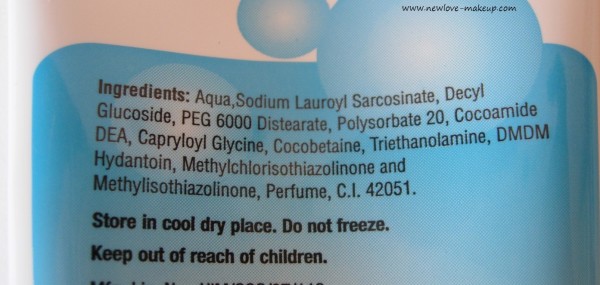 www.newlove-makeup.com
Ingredients: Aqua,Sodium Lauroyl Sarcosinate, Decyl
Glucoside, PEG 6000 Distearate, Polysorbate 20, Cocoamide
DEA, Capryloyl Glycine, Cocobetaine, Triethanolamine, DMDM
Hydantoin, Methylchlorisothiazolinone and
Methylisothiazolinone, Perfume, C.I. 42051.
Store in cool dry place. Do not freeze.
Keep out of reach of children.